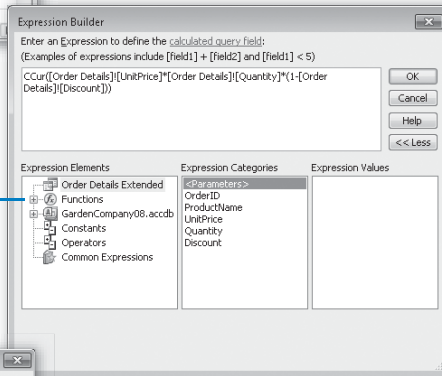 Expression Builder
Enter an Expression to define the calculated query field:
(Examples of expressions include [field1] + [field2] and [field1] < 5)
CCur([Order Details]![UnitPrice]*[Order Details]![Quantity]*(1-[Order
Details]![Discount]))
OK
Cancel
Help
<< Less
Expression Elements
Expression Categories
Expression Values
Order Details Extended
Functions
GardenCompany08.accdb
Constants
Operators
Common Expressions
<Parameters>
OrderID
ProductName
UnitPrice
Quantity
Discount